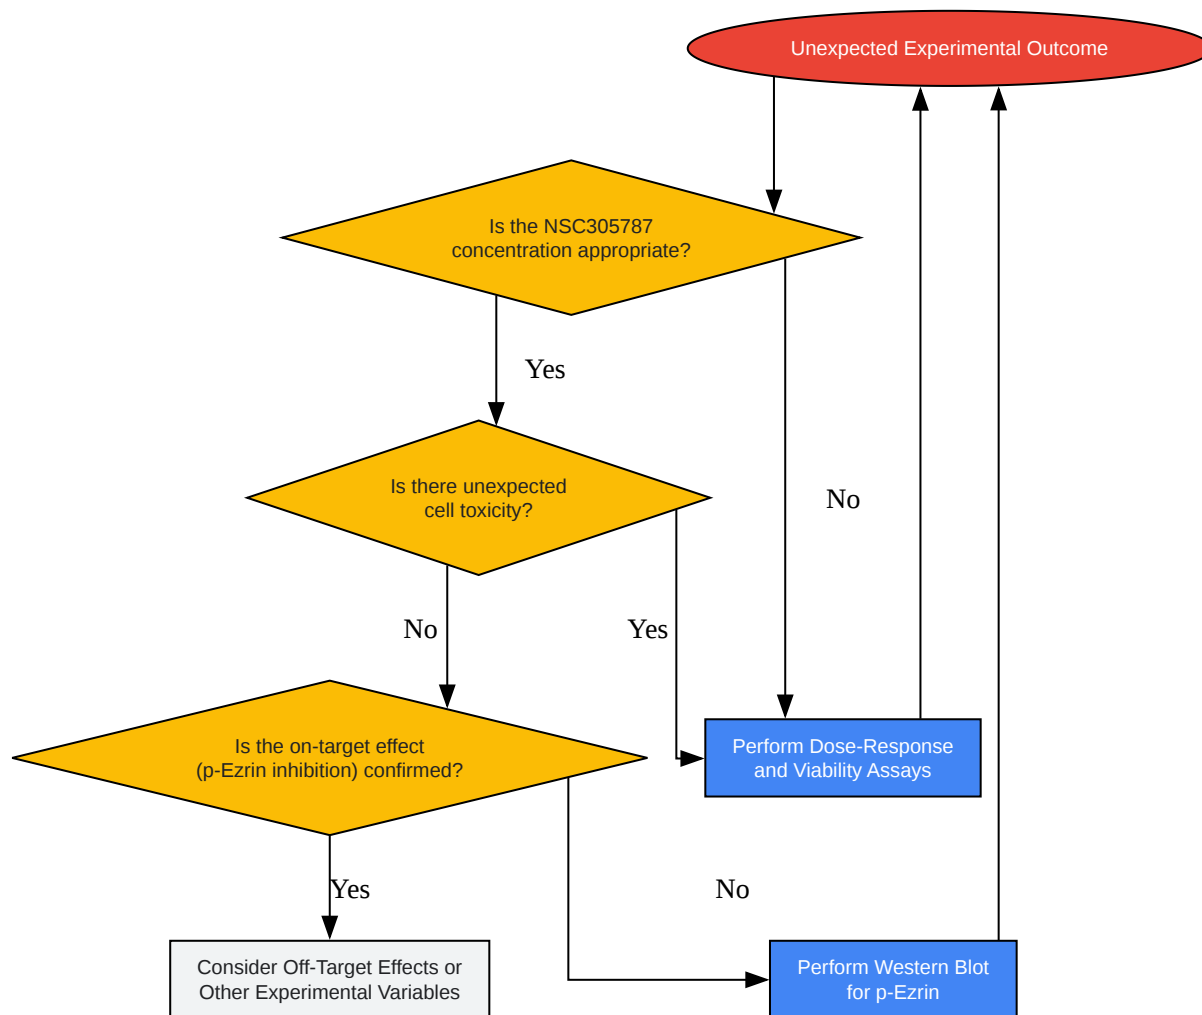 Unexpected Experimental Outcome
Is the NSC305787
concentration appropriate?
Yes
Is there unexpected
cell toxicity?
No
No
Yes
Is the on-target effect
(p-Ezrin inhibition) confirmed?
Perform Dose-Response
and Viability Assays
Yes
No
Consider Off-Target Effects or
Other Experimental Variables
Perform Western Blot
for p-Ezrin